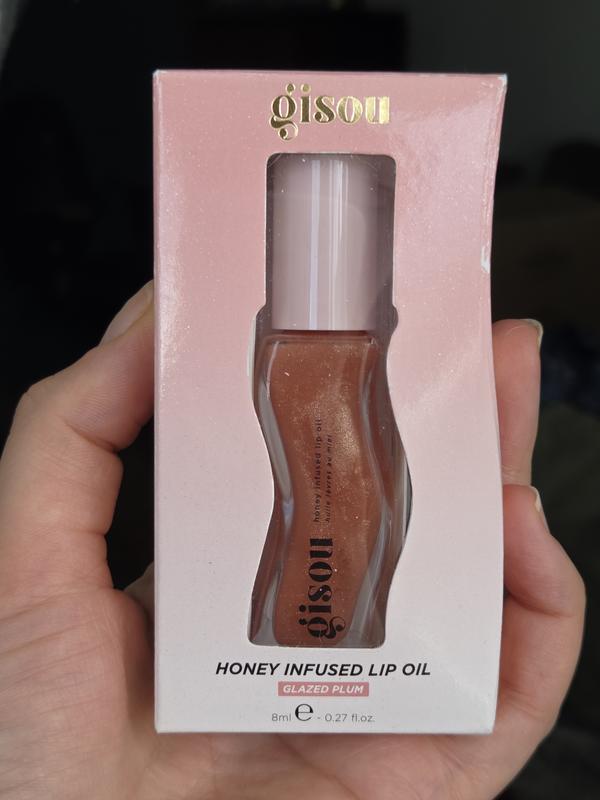 gisou
honey infused lip oil
huile lèvres au miel
gisou
HONEY INFUSED LIP OIL
GLAZED PLUM
8ml ℮ - 0.27 fl.oz.